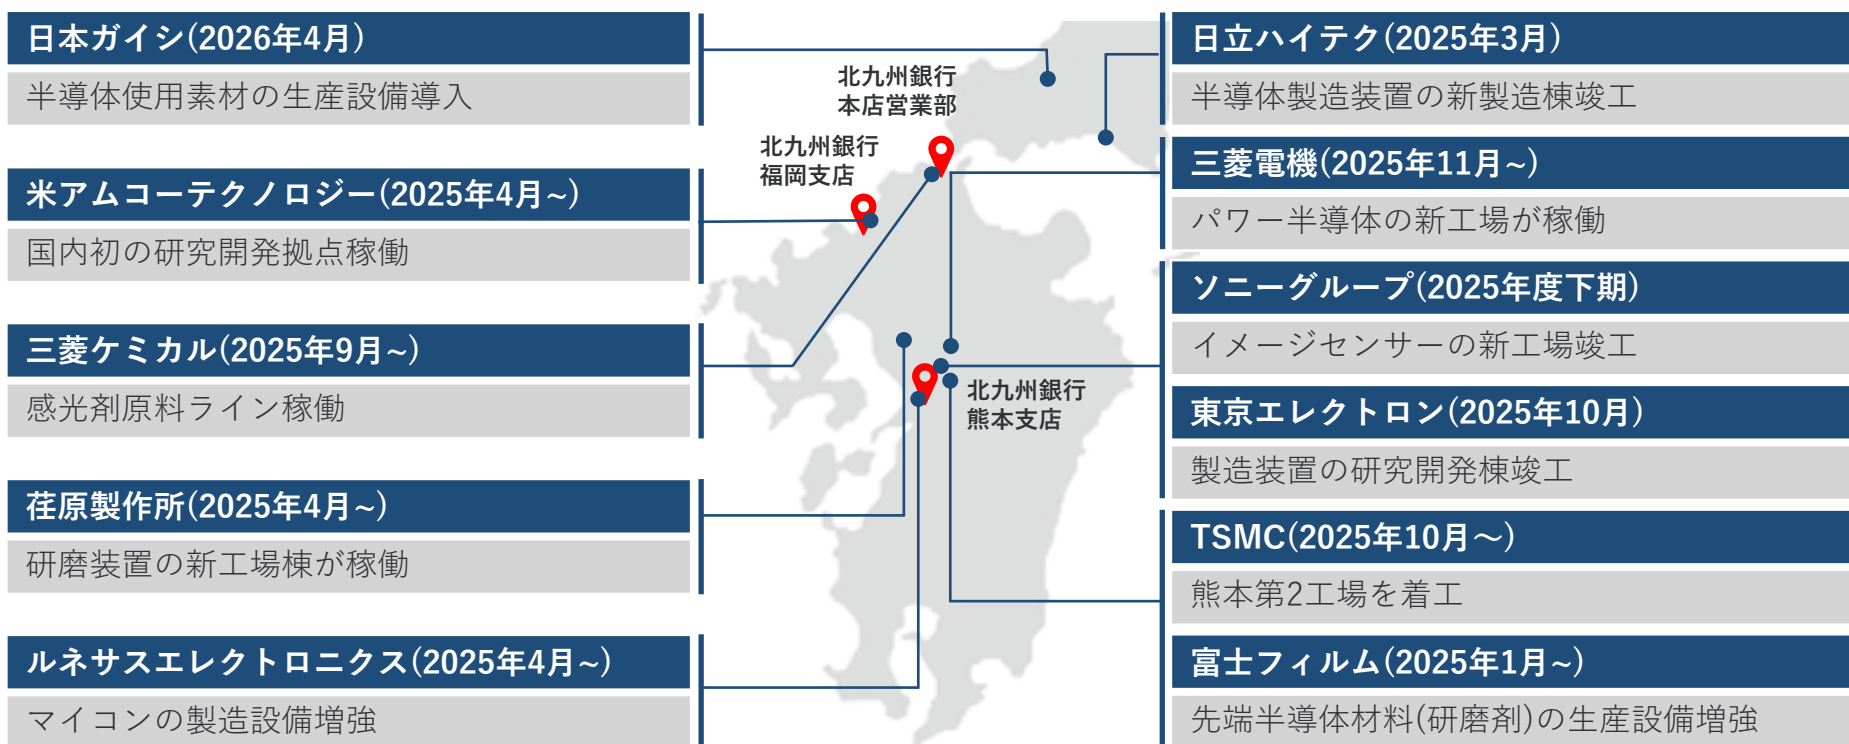 日本ガイシ(2026年4月)
半導体使用素材の生産設備導入
米アムコーテクノロジー(2025年4月~)
国内初の研究開発拠点稼働
三菱ケミカル(2025年9月~)
感光剤原料ライン稼働
荏原製作所(2025年4月~)
研磨装置の新工場棟が稼働
ルネサスエレクトロニクス(2025年4月~)
マイコンの製造設備増強
北九州銀行
本店営業部
北九州銀行
福岡支店
北九州銀行
熊本支店
日立ハイテク(2025年3月)
半導体製造装置の新製造棟竣工
三菱電機(2025年11月~)
パワー半導体の新工場が稼働
ソニーグループ(2025年度下期)
イメージセンサーの新工場竣工
東京エレクトロン(2025年10月)
製造装置の研究開発棟竣工
TSMC(2025年10月～)
熊本第2工場を着工
富士フィルム(2025年1月~)
先端半導体材料(研磨剤)の生産設備増強